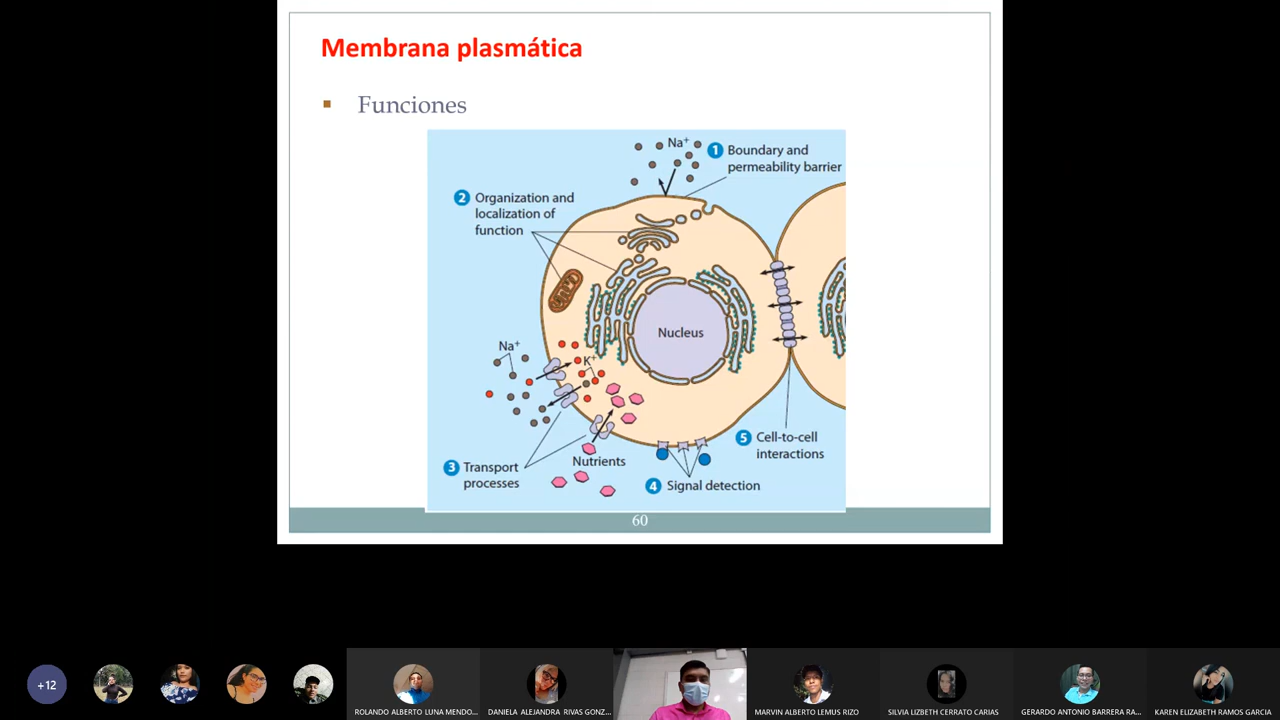 Membrana plasmática
Funciones
Na⁺
1 Boundary and
permeability barrier
2 Organization and
localization of
function
Nucleus
Na⁺
K⁺
5 Cell-to-cell
interactions
3 Transport
processes
Nutrients
4 Signal detection
60
+12
ROLANDO ALBERTO LUNA MENDO...
DANIELA ALEJANDRA RIVAS GONZ...
MARVIN ALBERTO LEMUS RIZO
SILVIA LIZBETH CERRATO CARIAS
GERARDO ANTONIO BARRERA RA...
KAREN ELIZABETH RAMOS GARCIA